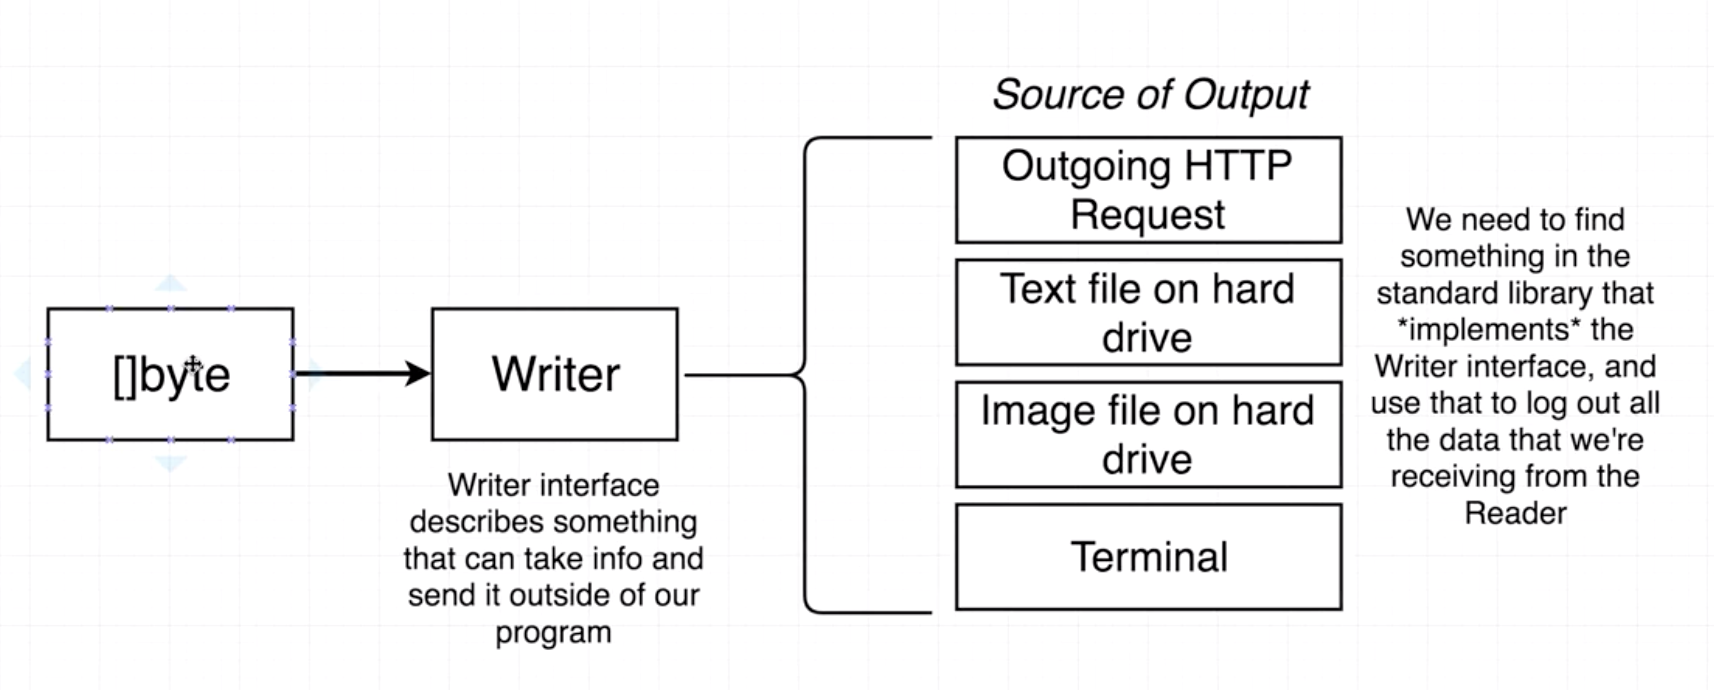 Source of Output
Outgoing HTTP
Request
Text file on hard
drive
Image file on hard
drive
Terminal
[]byte
Writer
Writer interface
describes something
that can take info and
send it outside of our
program
We need to find
something in the
standard library that
*implements* the
Writer interface, and
use that to log out all
the data that we're
receiving from the
Reader